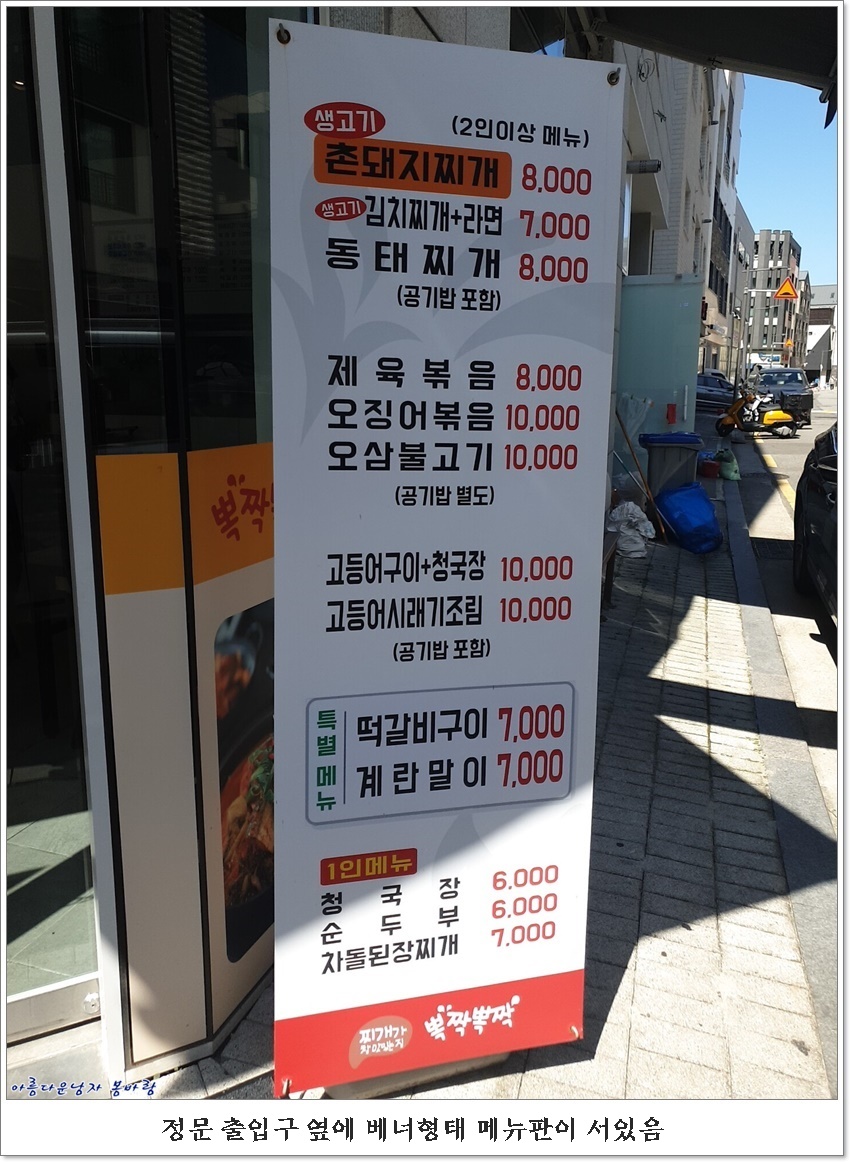 생고기
(2인이상 메뉴)
촌돼지찌개 8,000
생고기 김치찌개+라면 7,000
동태찌개 8,000
(공기밥 포함)
제육볶음 8,000
오징어볶음 10,000
오삼불고기 10,000
(공기밥 별도)
고등어구이+청국장 10,000
고등어시래기조림 10,000
(공기밥 포함)
특별메뉴
떡갈비구이 7,000
계란말이 7,000
1인메뉴
청국장 6.000
순두부 6.000
차돌된장찌개 7,000
찌개가
맛있는집
뽁짝뽁짝
뽁짝
아름다운남자 봄바람
정문 출입구 옆에 베너형태 메뉴판이 서있음